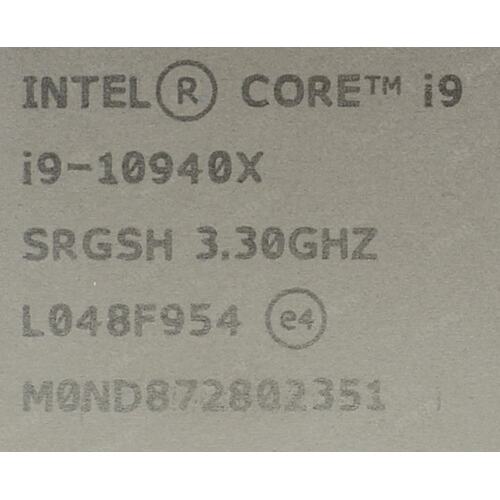 INTEL® CORE™ i9
i9-10940X
SRGSH 3.30GHZ
L048F954 e4
M0ND872802351